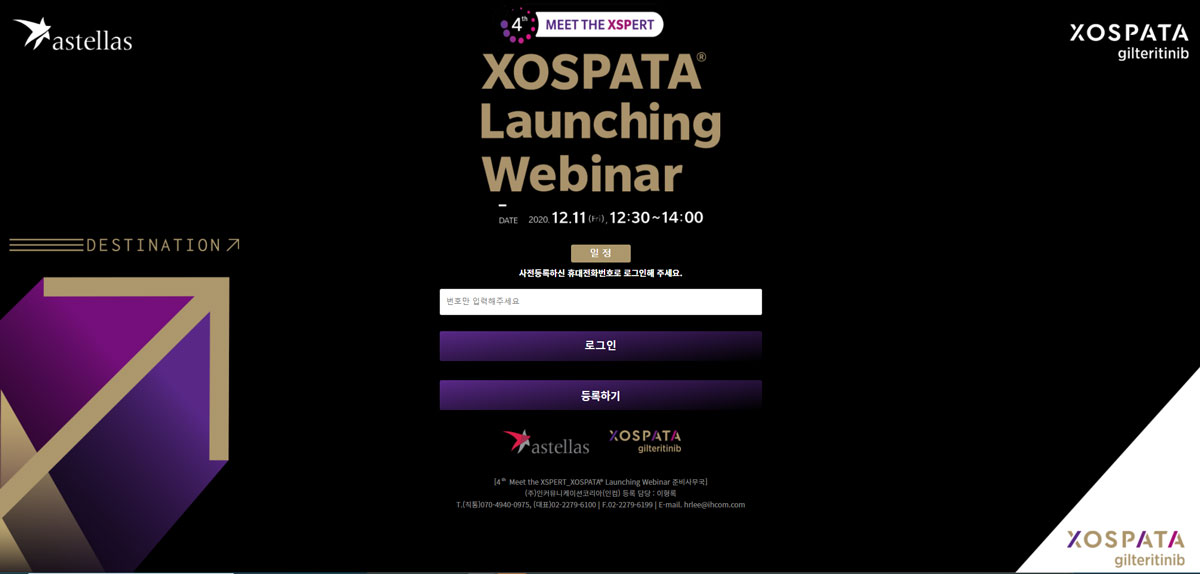 astellas
4th MEET THE XSPERT
XOSPATA
gilteritinib
XOSPATA®
Launching
Webinar
DATE 2020. 12.11 (Fri), 12:30~14:00
DESTINATION
일 정
사전등록하신 휴대전화번호로 로그인해 주세요.
번호만 입력해주세요
로그인
등록하기
astellas
XOSPATA
gilteritinib
[4th Meet the XSPERT_XOSPATA® Launching Webinar 준비사무국]
(주)인커뮤니케이션코리아(인컴) 등록 담당 : 이형록
T.(직통)070-4940-0975, (대표)02-2279-6100 | F.02-2279-6199 | E-mail. hrlee@ihcom.com
XOSPATA
gilteritinib